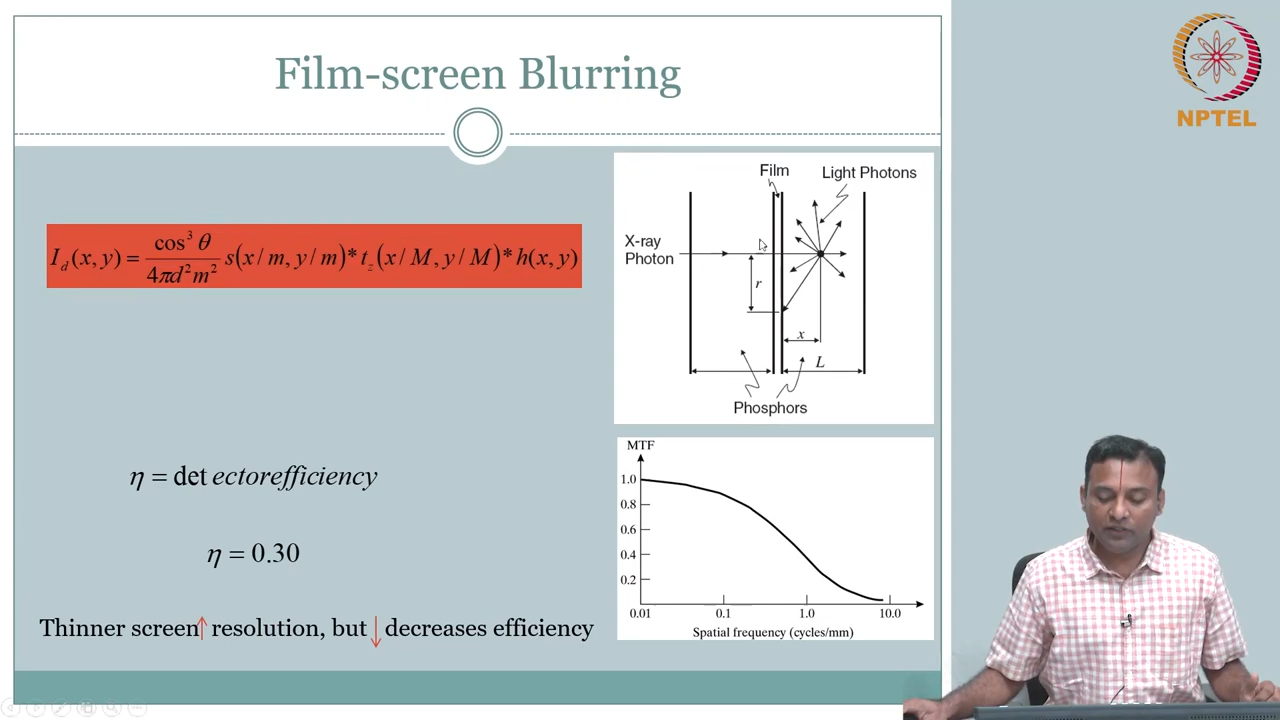 Film-screen Blurring
NPTEL
I_d(x, y) = cos³θ / 4πd²m² s(x/m, y/m) * t_z(x/M, y/M) * h(x, y)
Film
Light Photons
X-ray
Photon
r
x
L
Phosphors
η = det ectorefficiency
η = 0.30
Thinner screen↑ resolution, but ↓ decreases efficiency
MTF
1.0
0.8
0.6
0.4
0.2
0.01 0.1 1.0 10.0
Spatial frequency (cycles/mm)